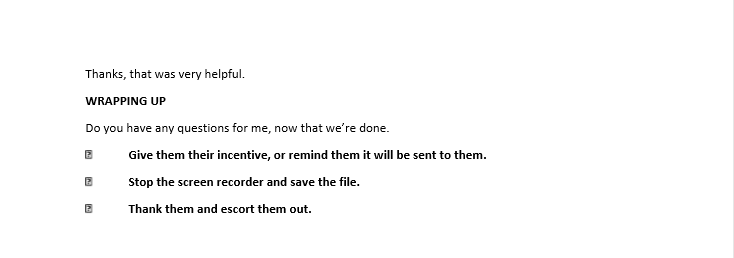 Thanks, that was very helpful.
WRAPPING UP
Do you have any questions for me, now that we're done.
Give them their incentive, or remind them it will be sent to them.
Stop the screen recorder and save the file.
Thank them and escort them out.